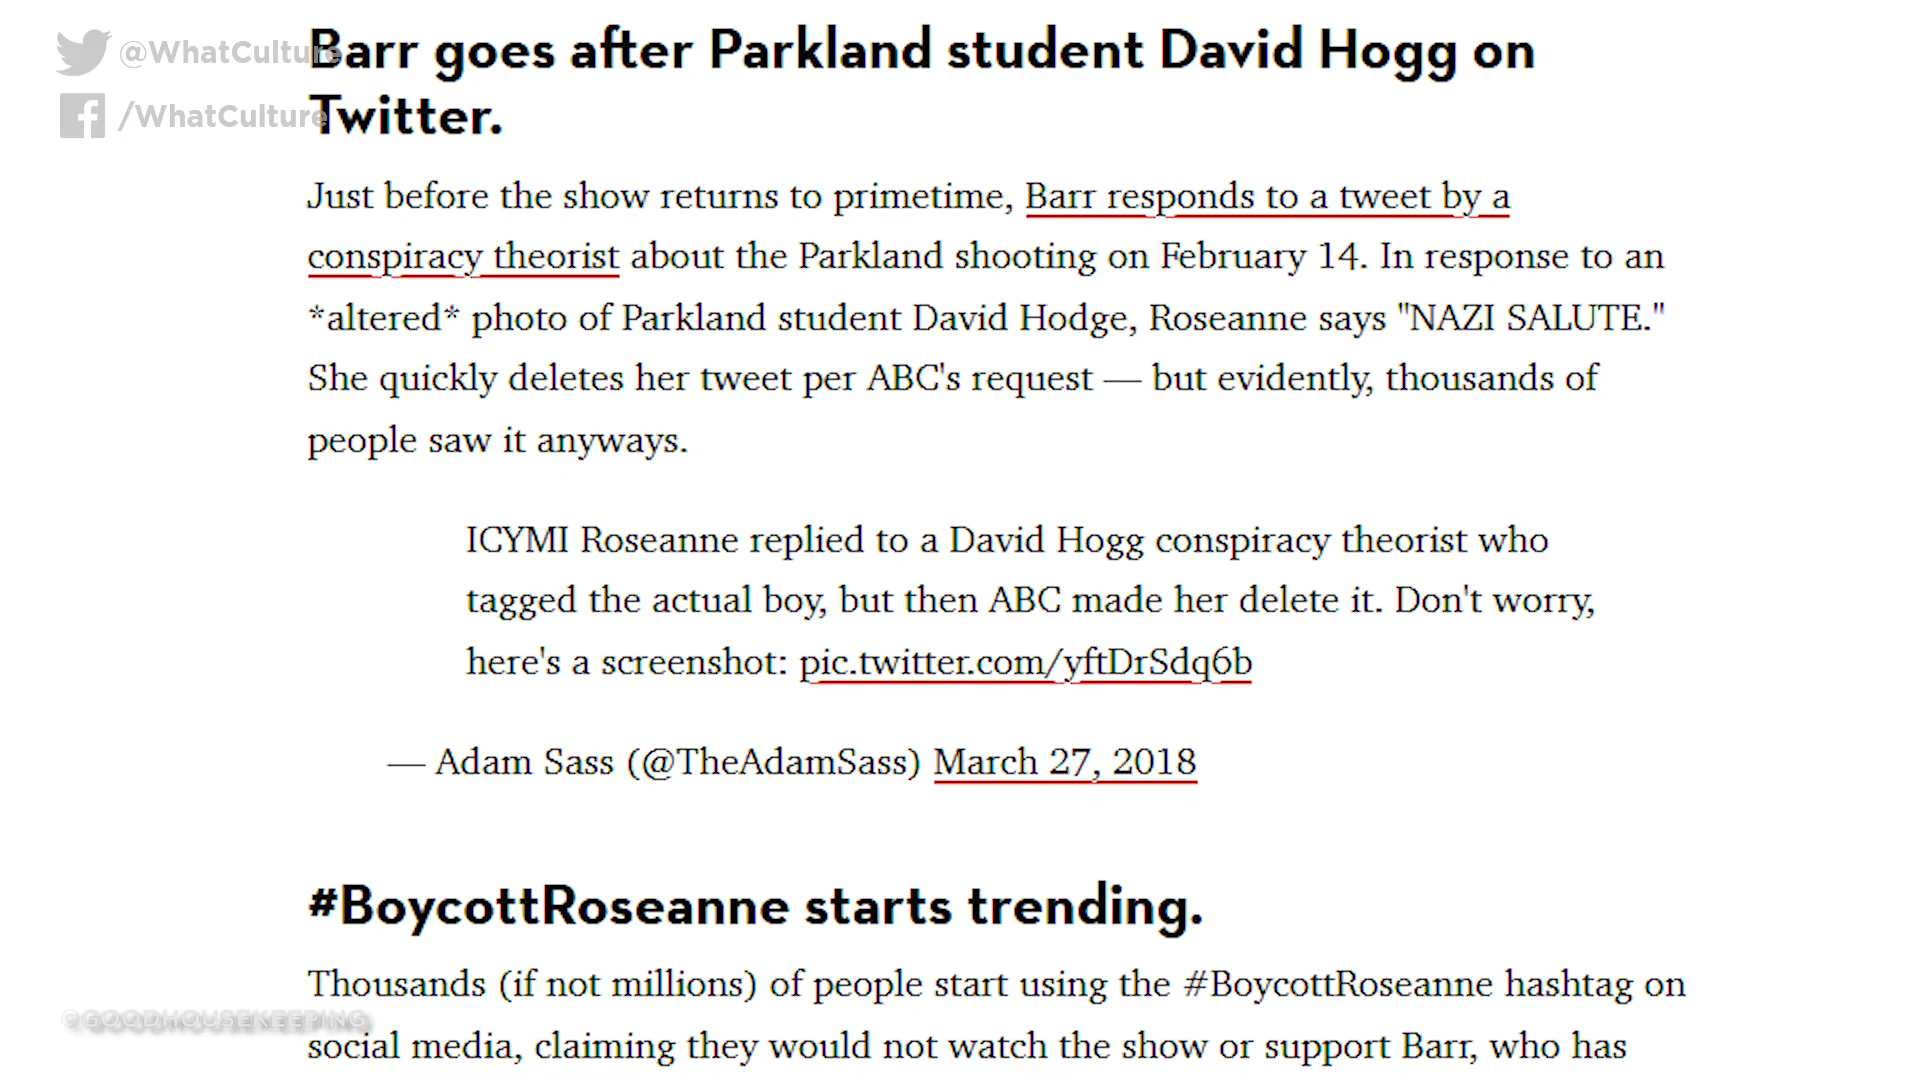 @WhatCulture
/WhatCulture
Barr goes after Parkland student David Hogg on
Twitter.
Just before the show returns to primetime, Barr responds to a tweet by a
conspiracy theorist about the Parkland shooting on February 14. In response to an
*altered* photo of Parkland student David Hodge, Roseanne says "NAZI SALUTE."
She quickly deletes her tweet per ABC's request — but evidently, thousands of
people saw it anyways.
ICYMI Roseanne replied to a David Hogg conspiracy theorist who
tagged the actual boy, but then ABC made her delete it. Don't worry,
here's a screenshot: pic.twitter.com/yftDrSdq6b
— Adam Sass (@TheAdamSass) March 27, 2018
#BoycottRoseanne starts trending.
Thousands (if not millions) of people start using the #BoycottRoseanne hashtag on
social media, claiming they would not watch the show or support Barr, who has
©GOODHOUSEKEEPING